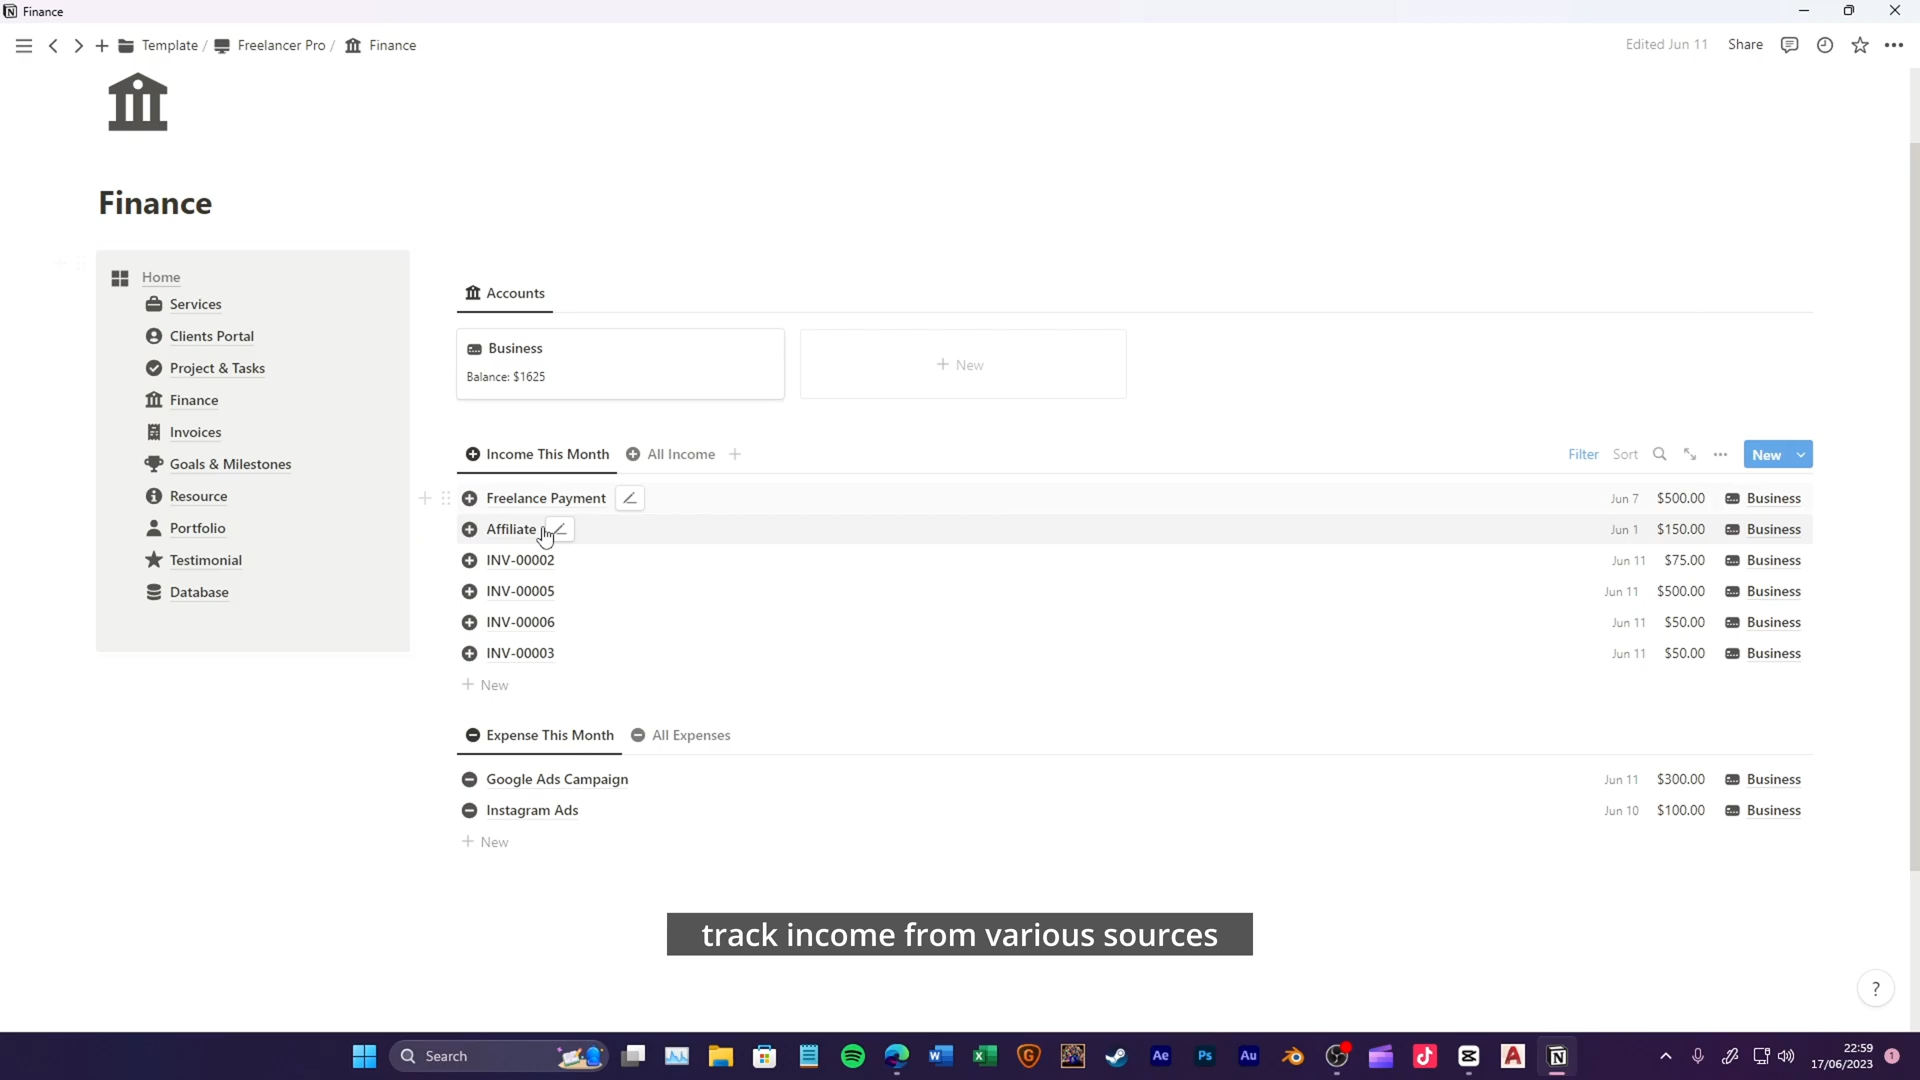 Finance
Template / Freelancer Pro / Finance
Edited Jun 11 Share
Finance
Home
Services
Clients Portal
Project & Tasks
Finance
Invoices
Goals & Milestones
Resource
Portfolio
Testimonial
Database
Accounts
Business
Balance: $1625
+ New
Income This Month All Income +
Filter Sort New
Freelance Payment Jun 7 $500.00 Business
Affiliate Jun 1 $150.00 Business
INV-00002 Jun 11 $75.00 Business
INV-00005 Jun 11 $500.00 Business
INV-00006 Jun 11 $50.00 Business
INV-00003 Jun 11 $50.00 Business
+ New
Expense This Month All Expenses
Google Ads Campaign Jun 11 $300.00 Business
Instagram Ads Jun 10 $100.00 Business
+ New
track income from various sources
?
Search
Ae Ps Au
22:59
17/06/2023
1